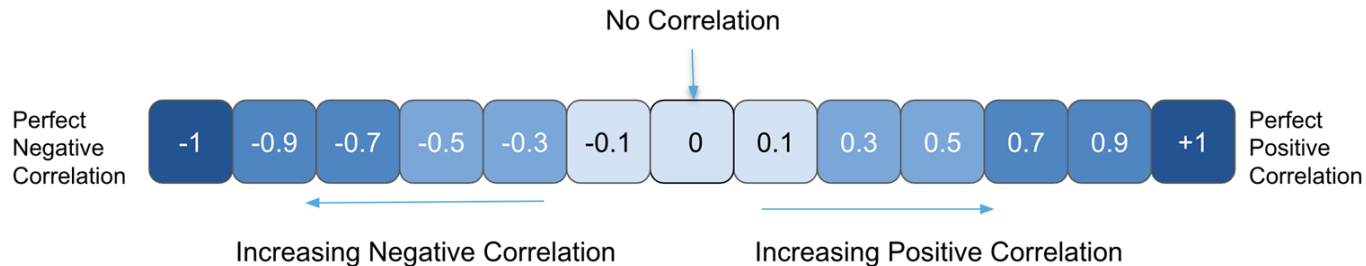 No Correlation
Perfect
Negative
Correlation
-1 -0.9 -0.7 -0.5 -0.3 -0.1 0 0.1 0.3 0.5 0.7 0.9 +1
Perfect
Positive
Correlation
Increasing Negative Correlation
Increasing Positive Correlation